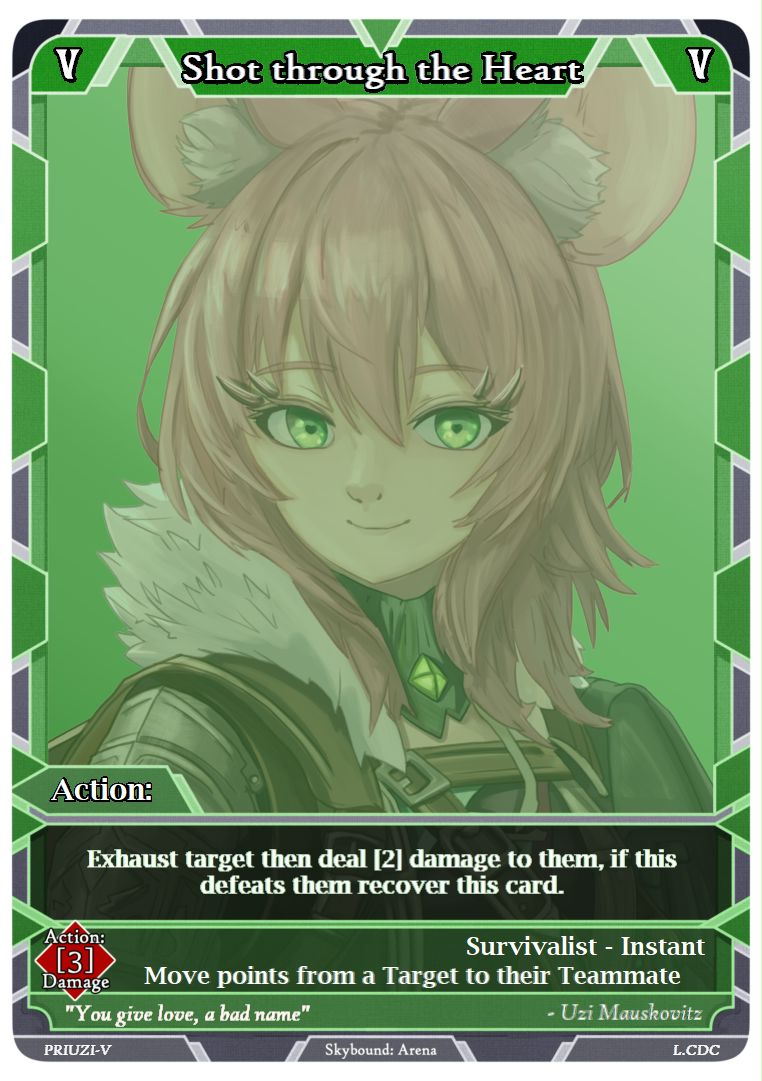 V Shot through the Heart V
Action:
Exhaust target then deal [2] damage to them, if this
defeats them recover this card.
Action:
[3]
Damage
Survivalist - Instant
Move points from a Target to their Teammate
"You give love, a bad name" - Uzi Mauskovitz
PRIUZI-V Skybound: Arena L.CDC